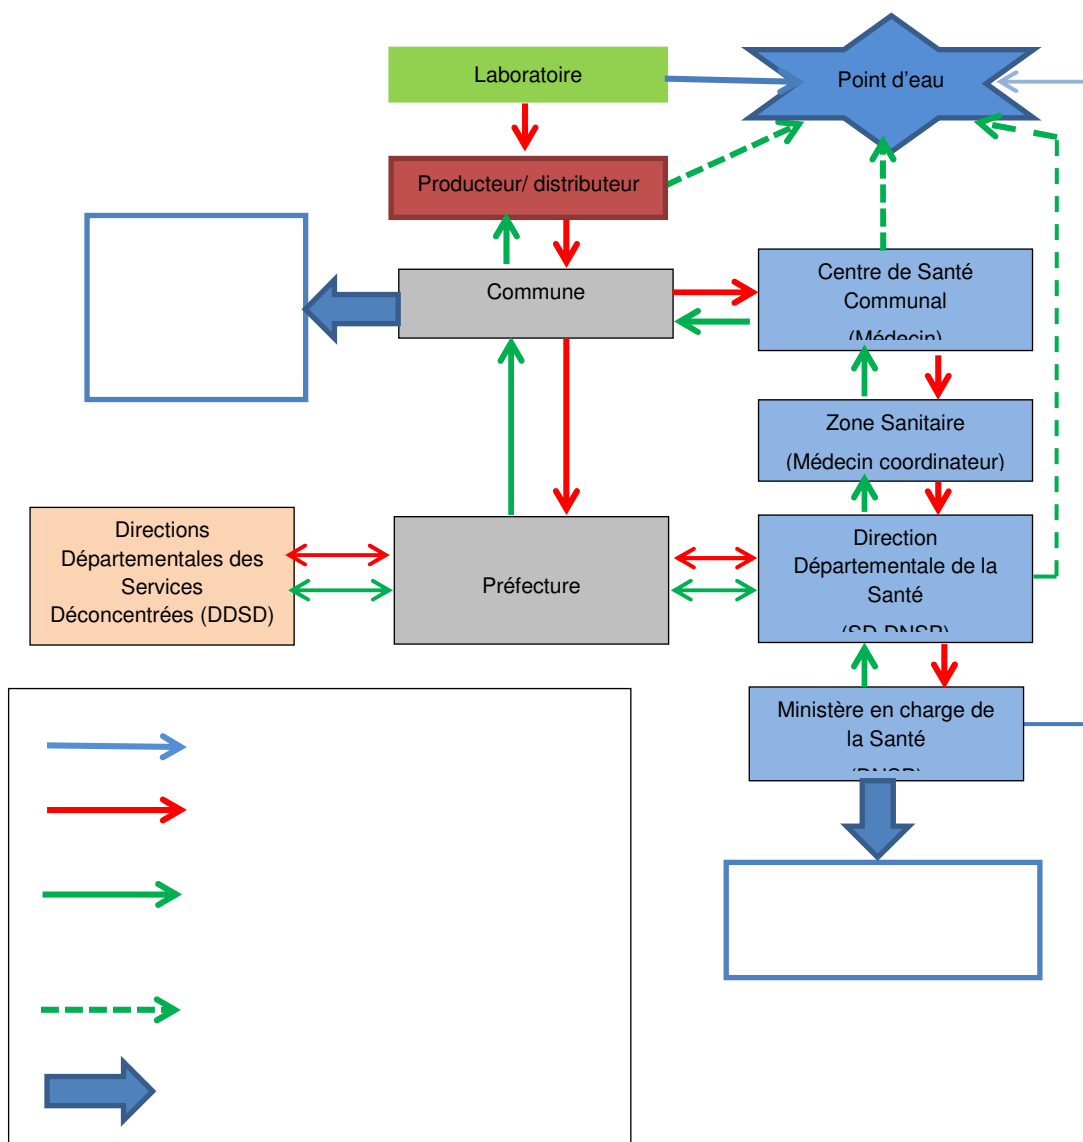 Laboratoire
Point d'eau
Producteur/ distributeur
Commune
Centre de Santé
Communal
(Médecin)
Zone Sanitaire
(Médecin coordinateur)
Directions
Départementales des
Services
Déconcentrées (DDSD)
Préfecture
Direction
Départementale de la
Santé
Ministère en charge de
la Santé